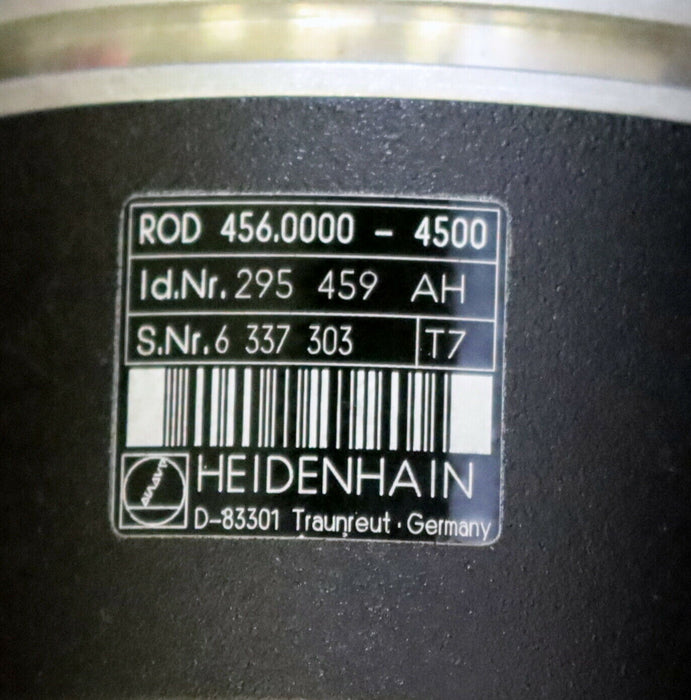 ROD 456.0000 - 4500
Id.Nr. 295 459 AH
S.Nr. 6 337 303 T7
HEIDENHAIN
D-83301 Traunreut · Germany